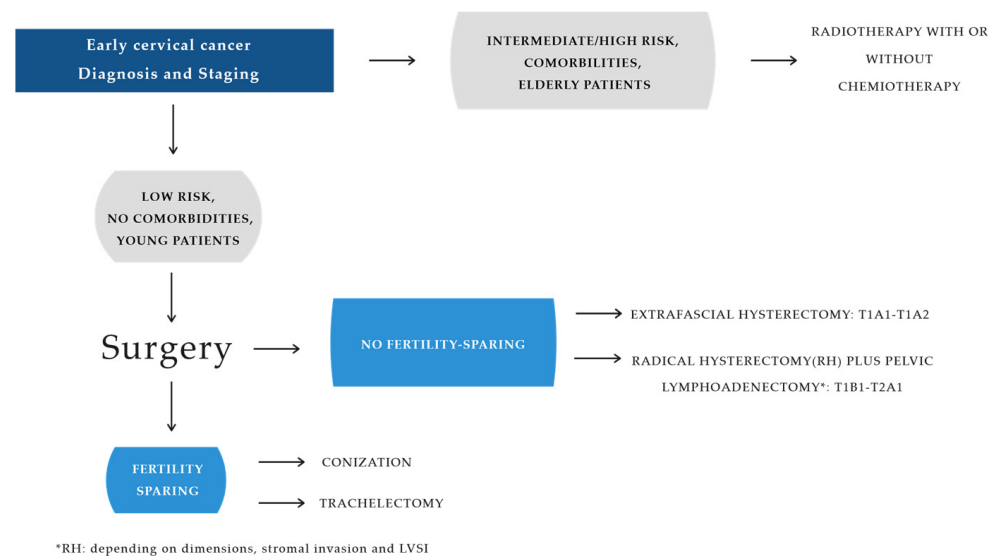 Early cervical cancer
Diagnosis and Staging
INTERMEDIATE/HIGH RISK,
COMORBILITIES,
ELDERLY PATIENTS
RADIOTHERAPY WITH OR
WITHOUT
CHEMIOTHERAPY
LOW RISK,
NO COMORBIDITIES,
YOUNG PATIENTS
Surgery
NO FERTILITY-SPARING
EXTRAFASCIAL HYSTERECTOMY: T1A1-T1A2
RADICAL HYSTERECTOMY(RH) PLUS PELVIC
LYMPHOADENECTOMY*: T1B1-T2A1
FERTILITY
SPARING
CONIZATION
TRACHELECTOMY
*RH: depending on dimensions, stromal invasion and LVSI